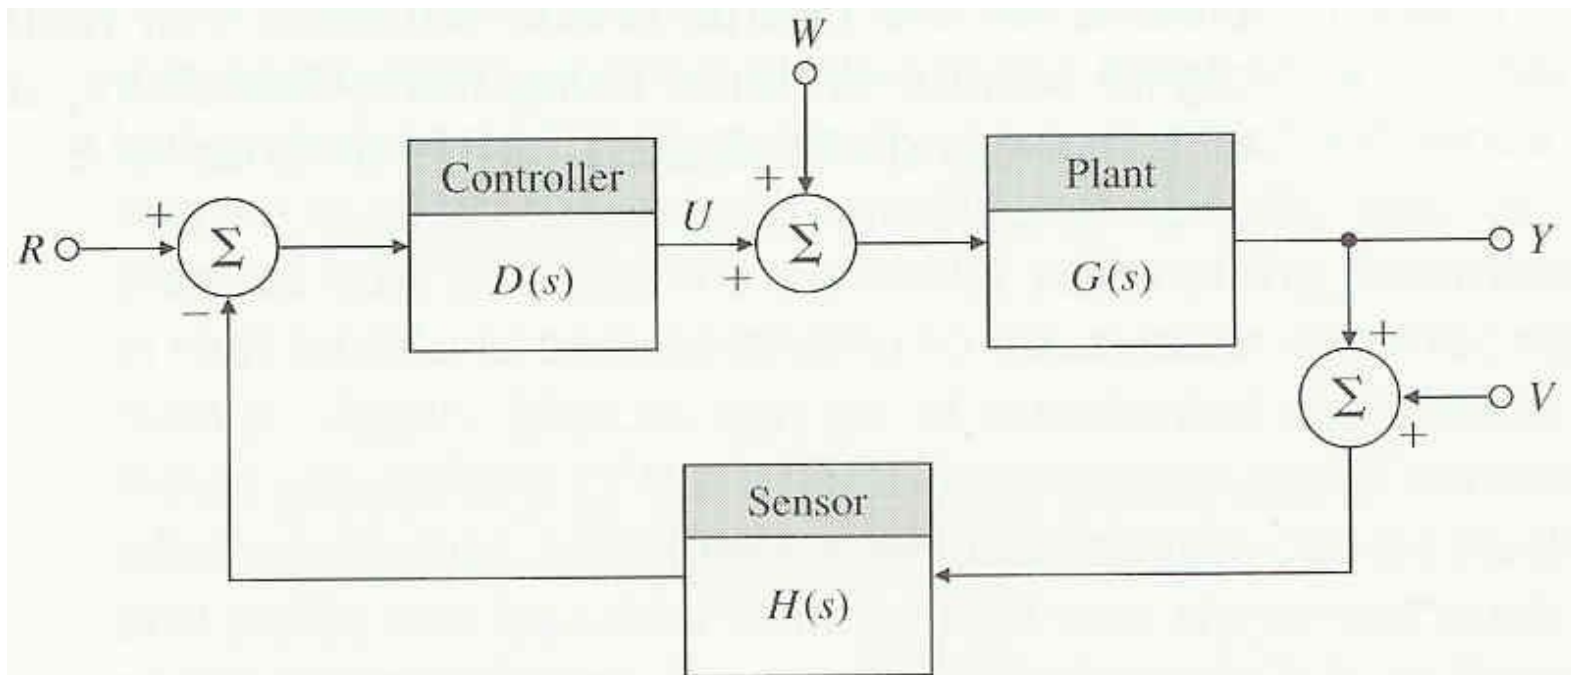 W
Controller
Plant
+
+
U
R
Σ
Σ
Y
D(s)
+
G(s)
−
+
Σ
V
+
Sensor
H(s)